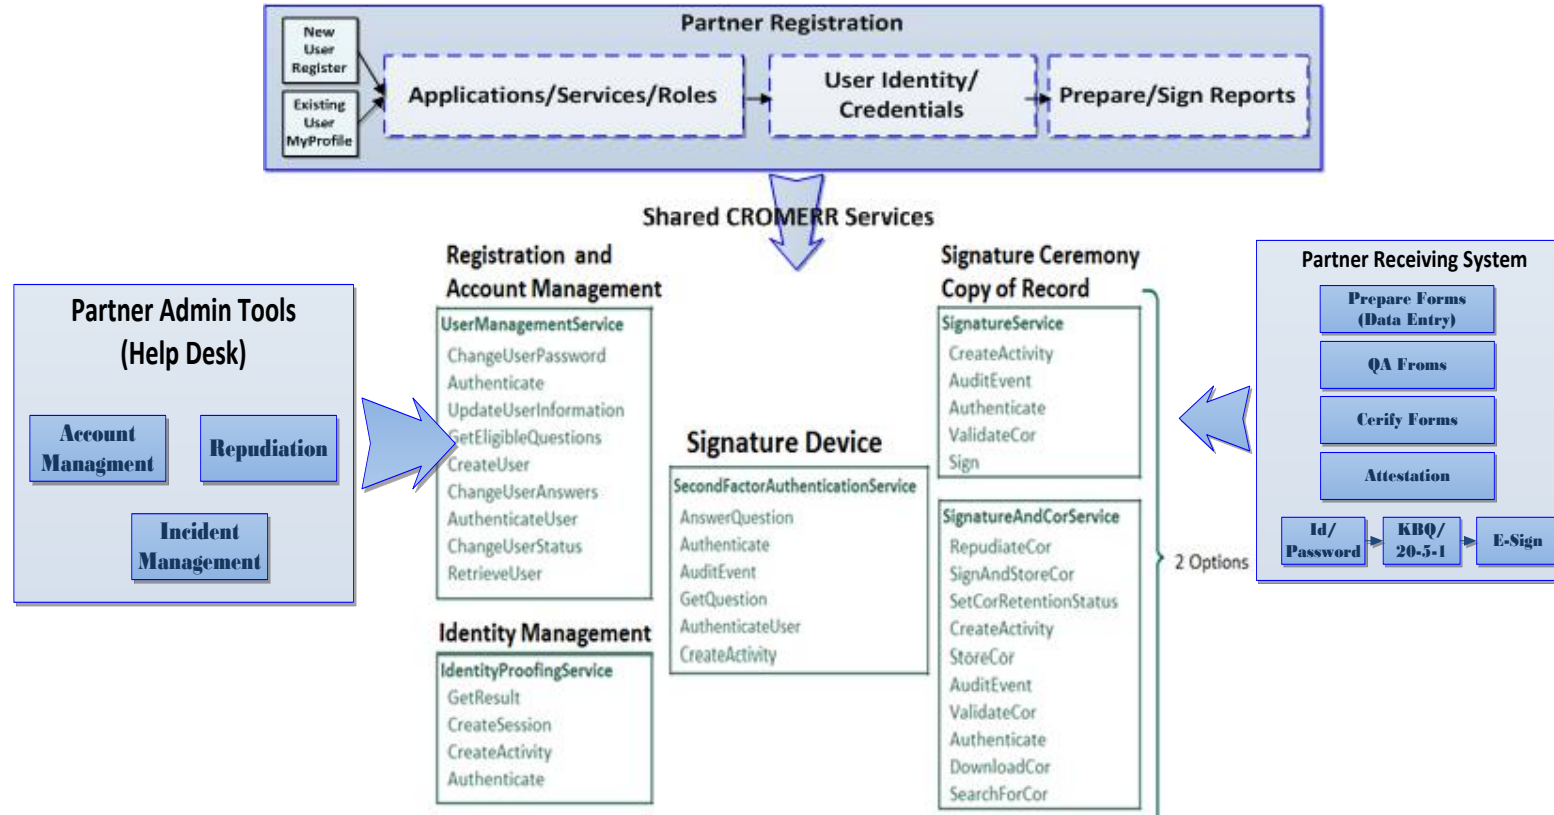 Partner Registration
New
User
Register
Existing
User
MyProfile
Applications/Services/Roles
User Identity/
Credentials
Prepare/Sign Reports
Shared CROMERR Services
Partner Admin Tools
(Help Desk)
Account
Managment
Repudiation
Incident
Management
Registration and
Account Management
UserManagementService
ChangeUserPassword
Authenticate
UpdateUserInformation
GetEligibleQuestions
CreateUser
ChangeUserAnswers
AuthenticateUser
ChangeUserStatus
RetrieveUser
Identity Management
IdentityProofingService
GetResult
CreateSession
CreateActivity
Authenticate
Signature Device
SecondFactorAuthenticationService
AnswerQuestion
Authenticate
AuditEvent
GetQuestion
AuthenticateUser
CreateActivity
Signature Ceremony
Copy of Record
SignatureService
CreateActivity
AuditEvent
Authenticate
ValidateCor
Sign
SignatureAndCorService
RepudiateCor
SignAndStoreCor
SetCorRetentionStatus
CreateActivity
StoreCor
AuditEvent
ValidateCor
Authenticate
DownloadCor
SearchForCor
2 Options
Partner Receiving System
Prepare Forms
(Data Entry)
QA Froms
Cerify Forms
Attestation
Id/
Password
KBQ/
20-5-1
E-Sign